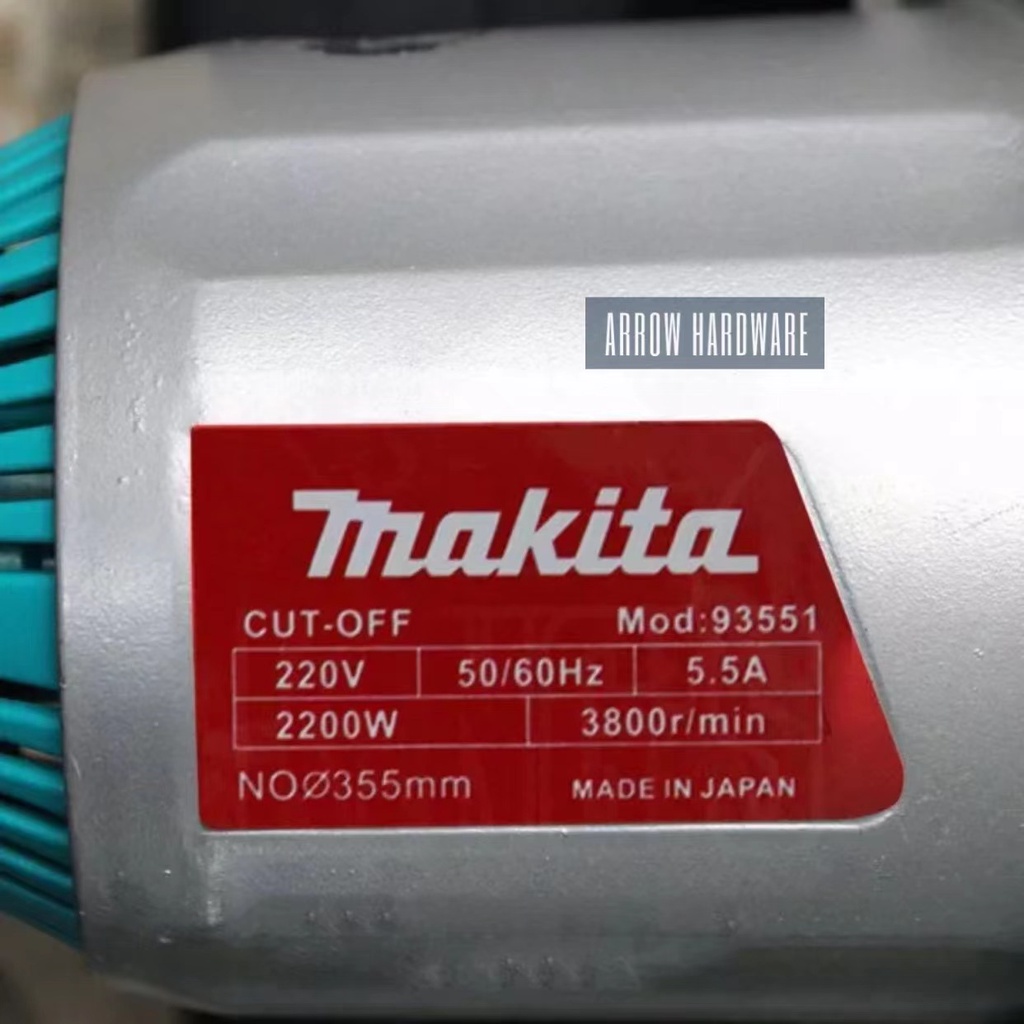 ARROW HARDWARE
makita
CUT-OFF Mod:93551
220V 50/60Hz 5.5A
2200W 3800r/min
NOØ355mm MADE IN JAPAN